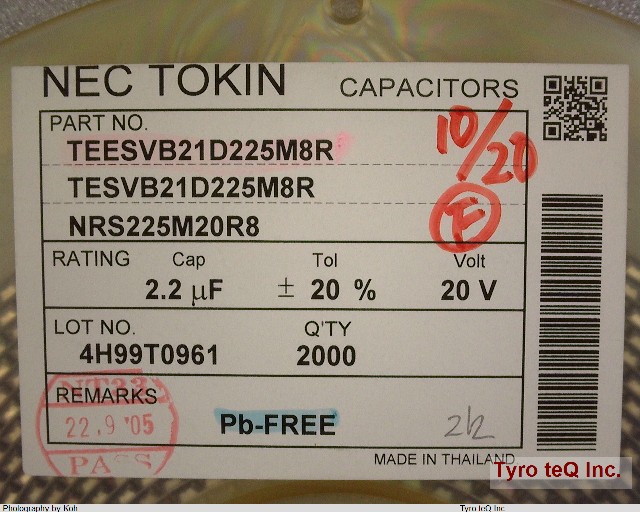 NEC TOKIN
CAPACITORS
PART NO.
TEESVB21D225M8R
TESVB21D225M8R
NRS225M20R8
10/20
F
RATING Cap Tol Volt
2.2 µF ± 20 % 20 V
LOT NO. Q'TY
4H99T0961 2000
REMARKS
22.9 '05
PASS
Pb-FREE
MADE IN THAILAND
Tyro teQ Inc.
Photography by Koh Tyro teQ Inc.